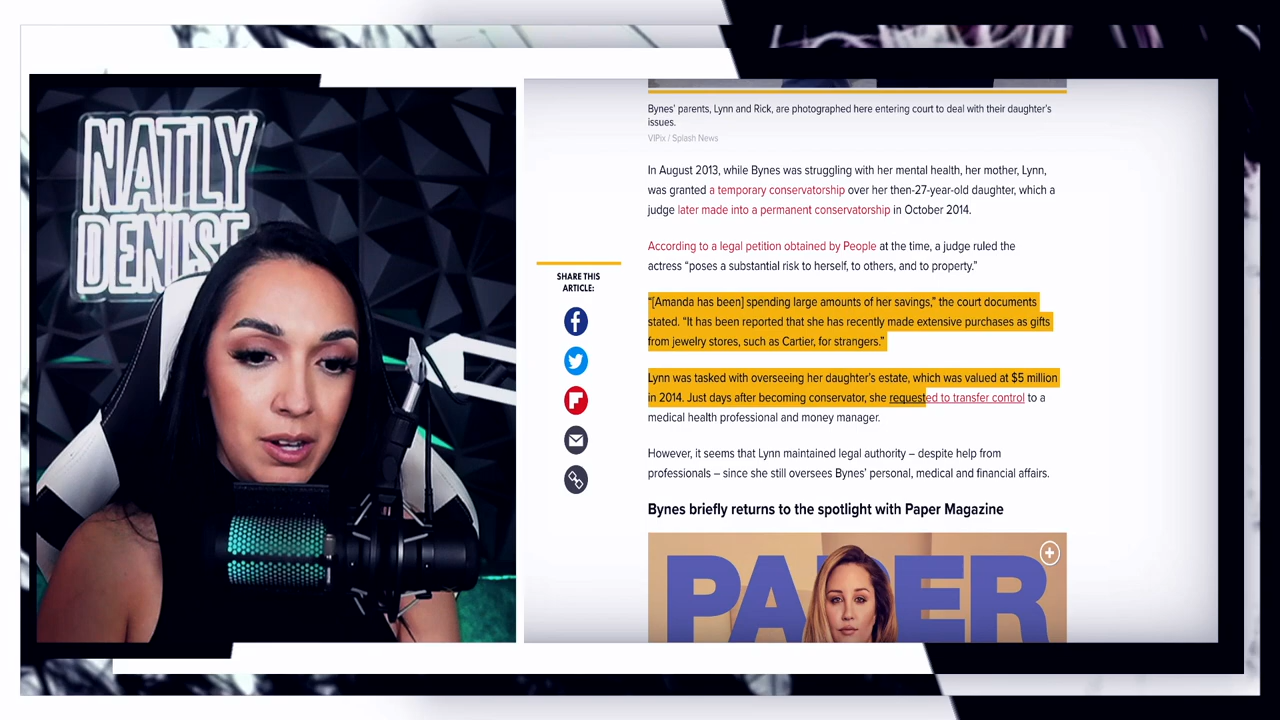 NATLY
DENISE
Bynes' parents, Lynn and Rick, are photographed here entering court to deal with their daughter's
issues.
VIPix / Splash News
In August 2013, while Bynes was struggling with her mental health, her mother, Lynn,
was granted a temporary conservatorship over her then-27-year-old daughter, which a
judge later made into a permanent conservatorship in October 2014.
According to a legal petition obtained by People at the time, a judge ruled the
actress “poses a substantial risk to herself, to others, and to property.”
“[Amanda has been] spending large amounts of her savings,” the court documents
stated. “It has been reported that she has recently made extensive purchases as gifts
from jewelry stores, such as Cartier, for strangers.”
Lynn was tasked with overseeing her daughter's estate, which was valued at $5 million
in 2014. Just days after becoming conservator, she requested to transfer control to a
medical health professional and money manager.
However, it seems that Lynn maintained legal authority – despite help from
professionals – since she still oversees Bynes' personal, medical and financial affairs.
Bynes briefly returns to the spotlight with Paper Magazine
SHARE THIS
ARTICLE:
PAPER